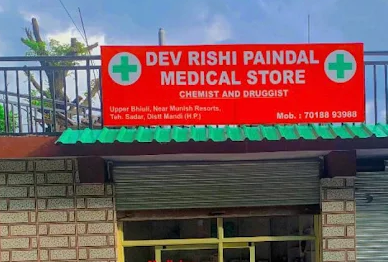 DEV RISHI PAINDAL
MEDICAL STORE
CHEMIST AND DRUGGIST
Upper Bhiuli, Near Munish Resorts,
Teh. Sadar, Distt Mandi (H.P.)
Mob. : 70188 93988